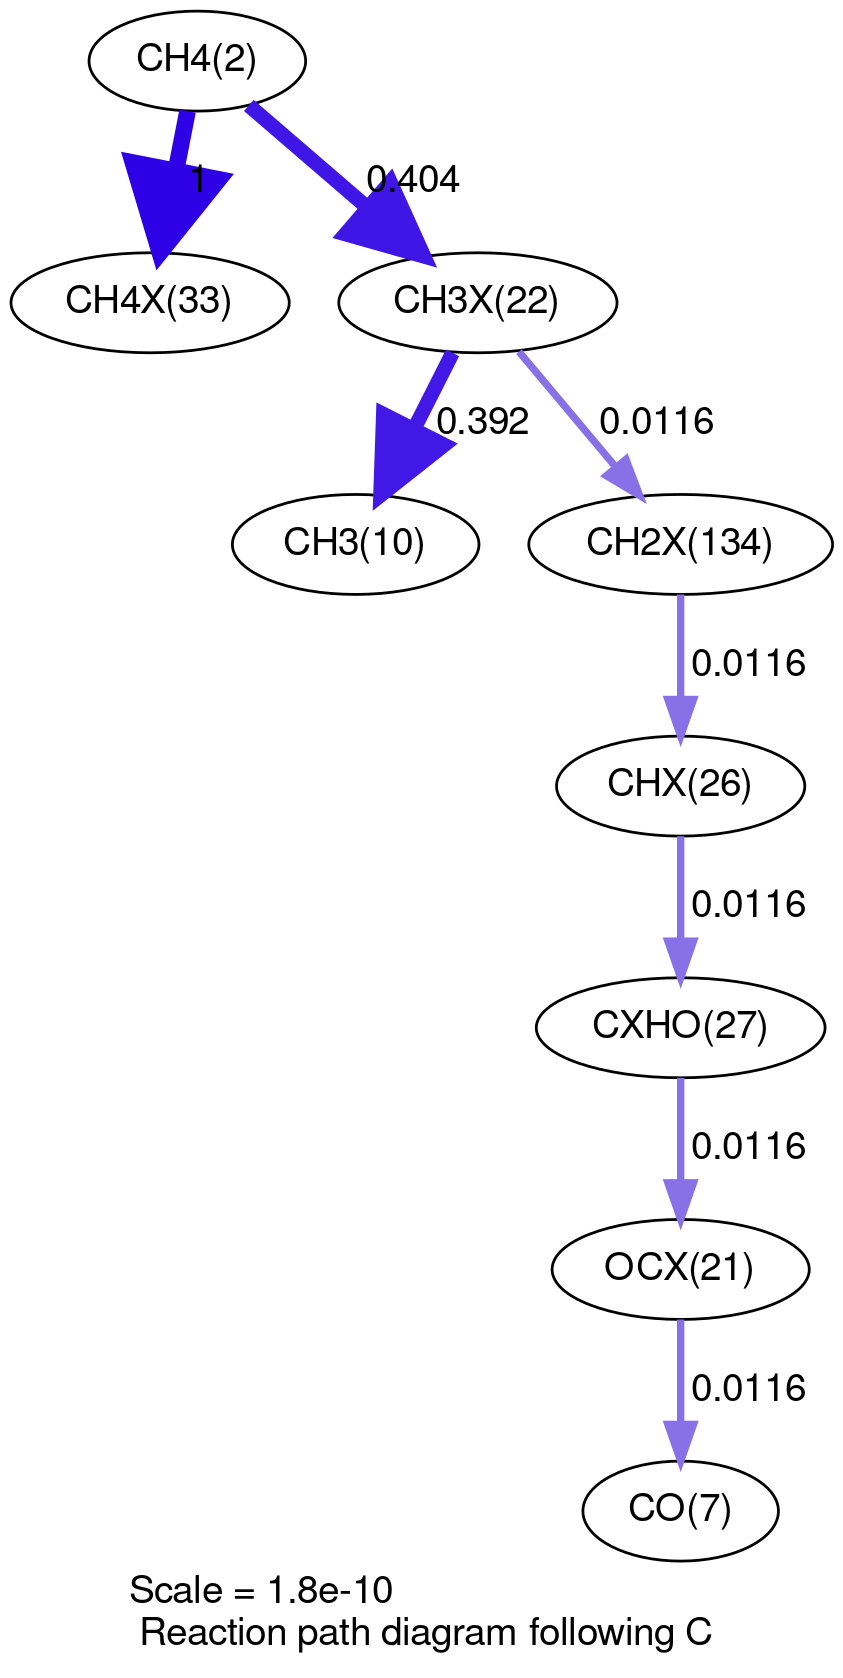 CH4(2)
1
0.404
CH4X(33)
CH3X(22)
0.392
0.0116
CH3(10)
CH2X(134)
0.0116
CHX(26)
0.0116
CXHO(27)
0.0116
OCX(21)
0.0116
CO(7)
Scale = 1.8e-10
Reaction path diagram following C